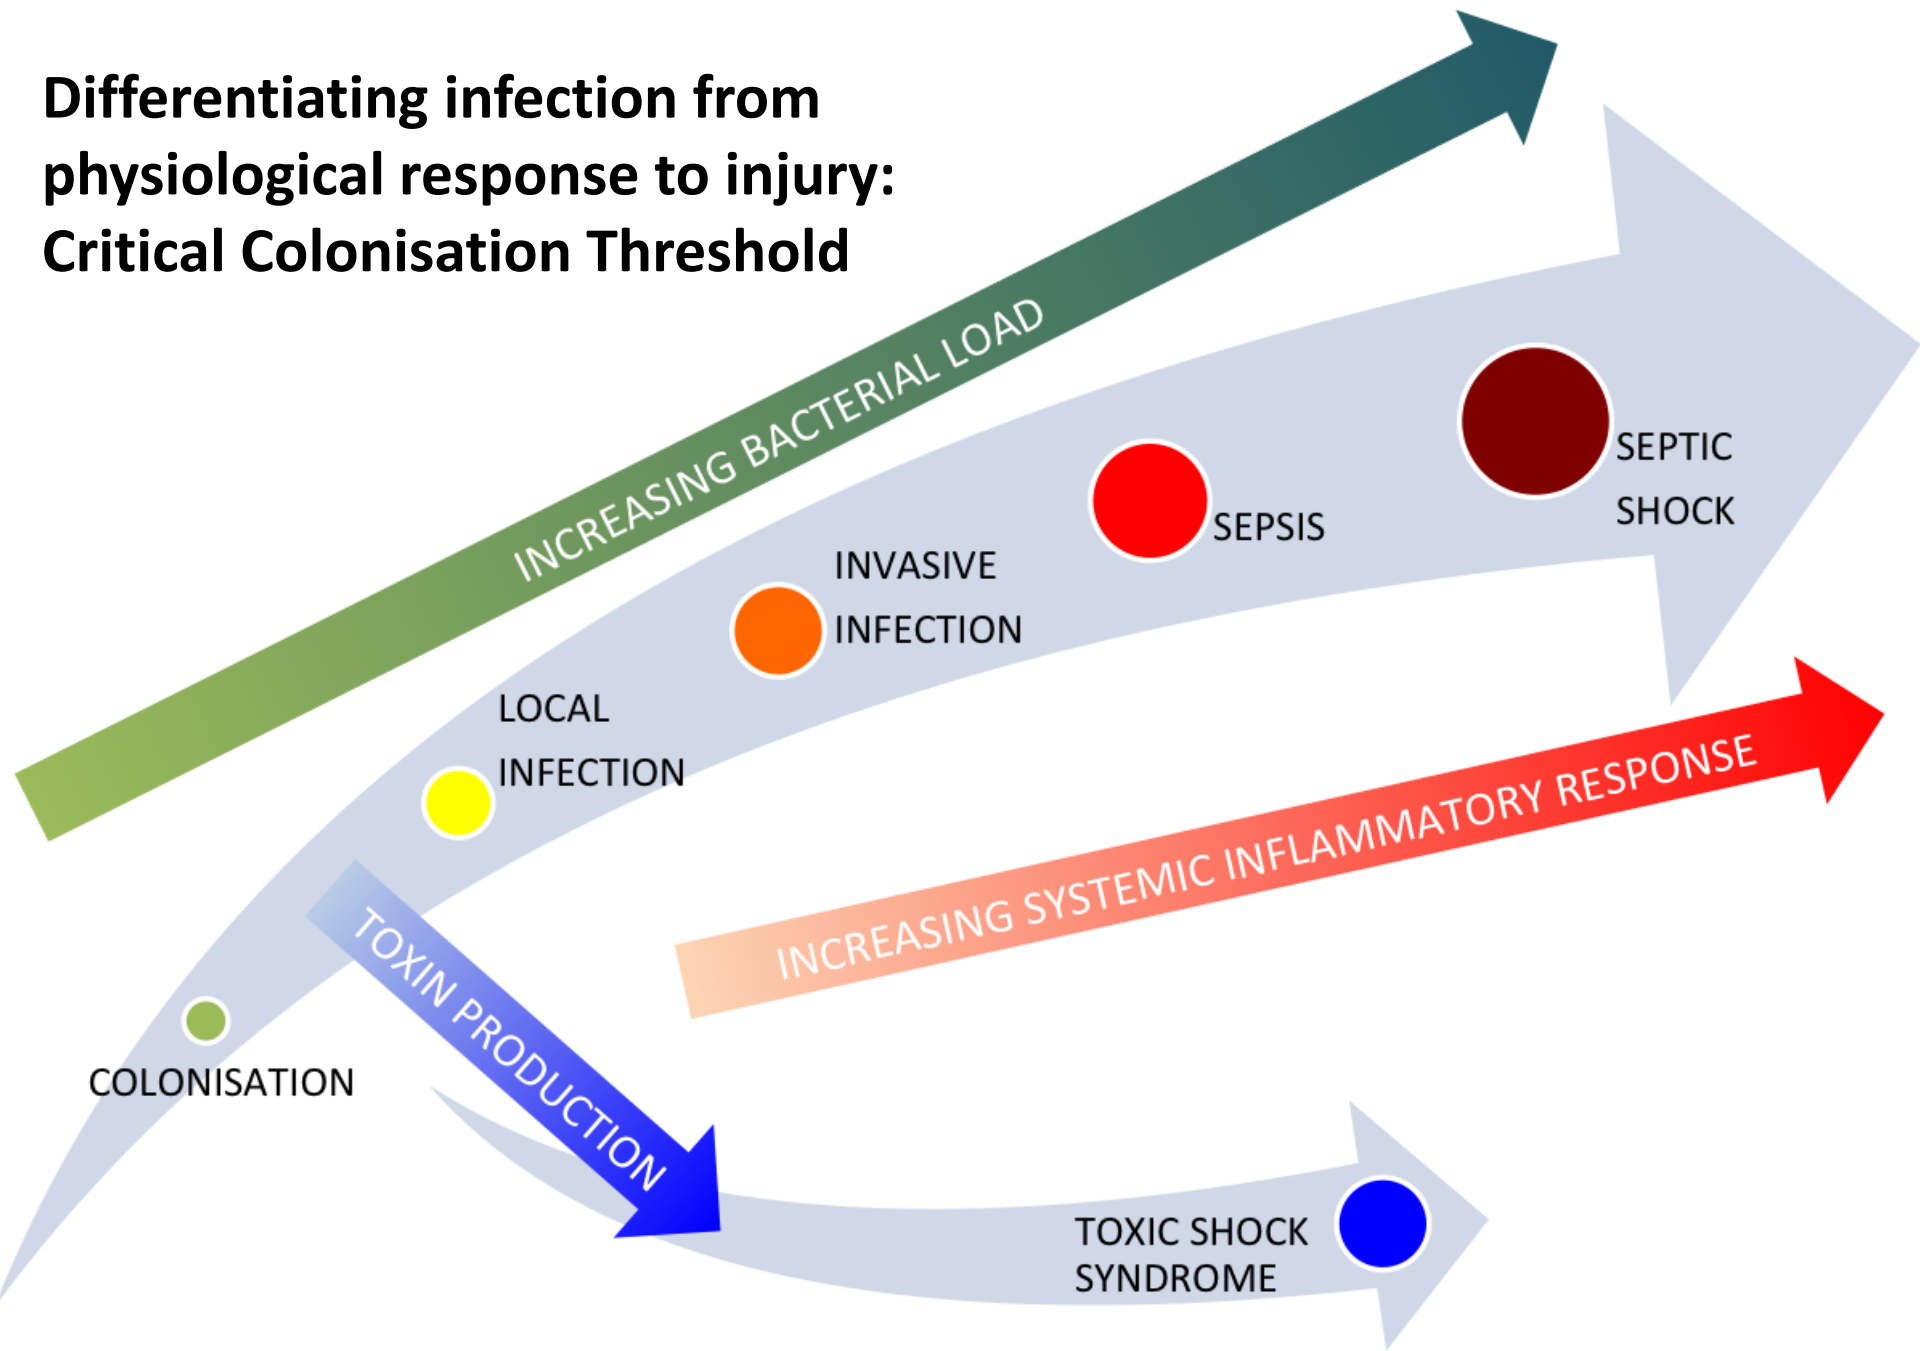 Differentiating infection from
physiological response to injury:
Critical Colonisation Threshold
INCREASING BACTERIAL LOAD
SEPTIC
SHOCK
SEPSIS
INVASIVE
INFECTION
LOCAL
INFECTION
INCREASING SYSTEMIC INFLAMMATORY RESPONSE
TOXIN PRODUCTION
COLONISATION
TOXIC SHOCK
SYNDROME